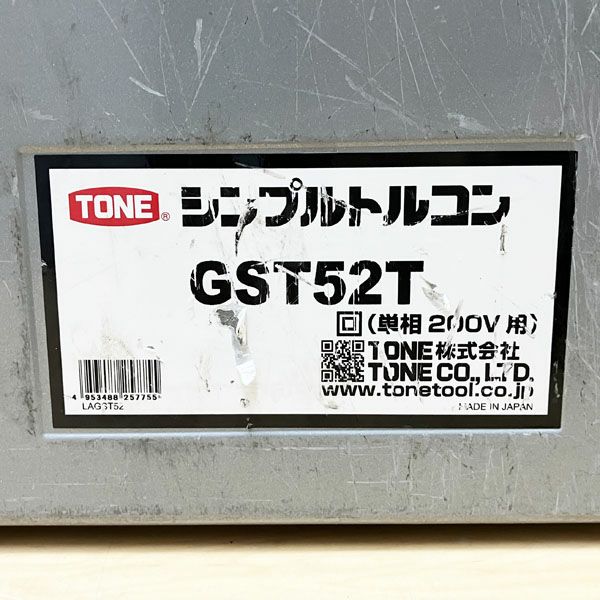 TONE® シンプルトルコン
GST52T
(単相 200V 用)
TONE株式会社
TONE CO., LTD.
www.tonetool.co.jp
MADE IN JAPAN
4 953488 257755
LAGST52